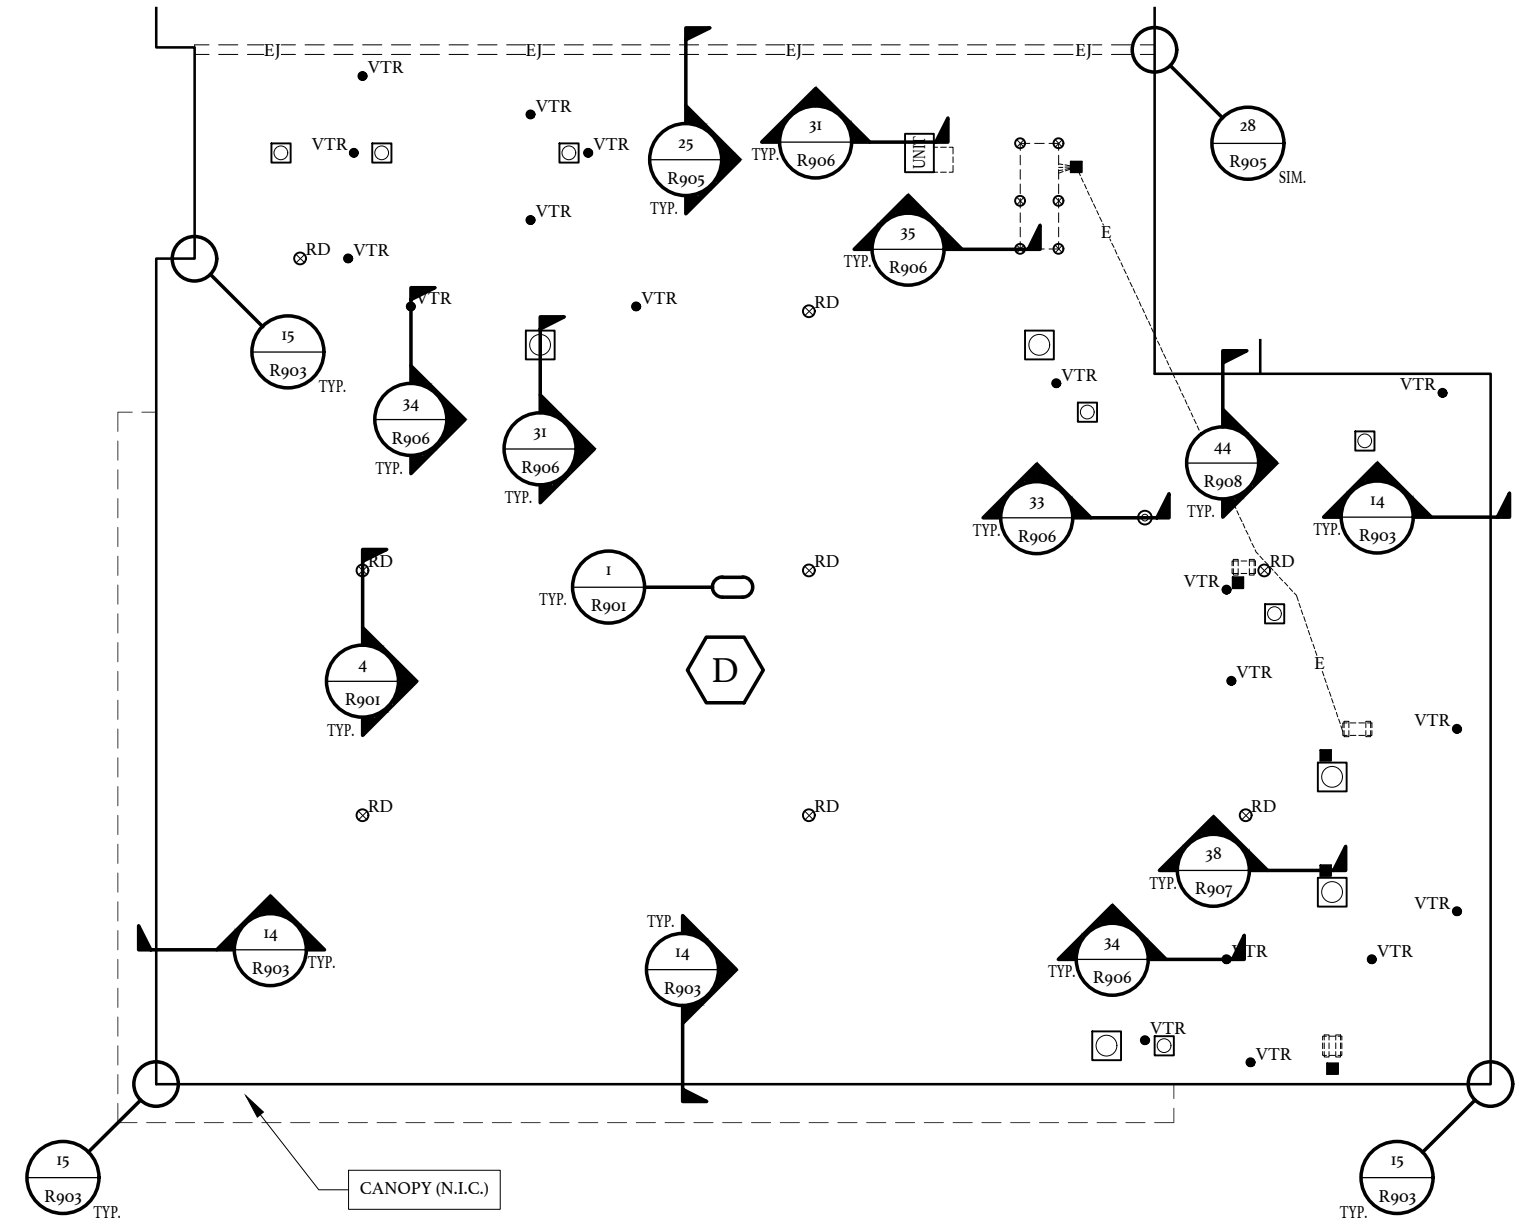 EJ
EJ
EJ
EJ
VTR
VTR
VTR
VTR
25
R905
TYP.
31
R906
TYP.
UNIT
28
R905
SIM.
VTR
RD
VTR
35
R906
TYP.
E
VTR
VTR
RD
15
R903
TYP.
34
R906
TYP.
31
R906
TYP.
VTR
VTR
44
R908
TYP.
33
R906
TYP.
14
R903
TYP.
RD
1
R901
TYP.
RD
RD
VTR
4
R901
TYP.
D
E
VTR
VTR
RD
RD
RD
38
R907
TYP.
14
R903
TYP.
TYP.
14
R903
34
R906
TYP.
VTR
VTR
VTR
VTR
15
R903
TYP.
CANOPY (N.I.C.)
15
R903
TYP.